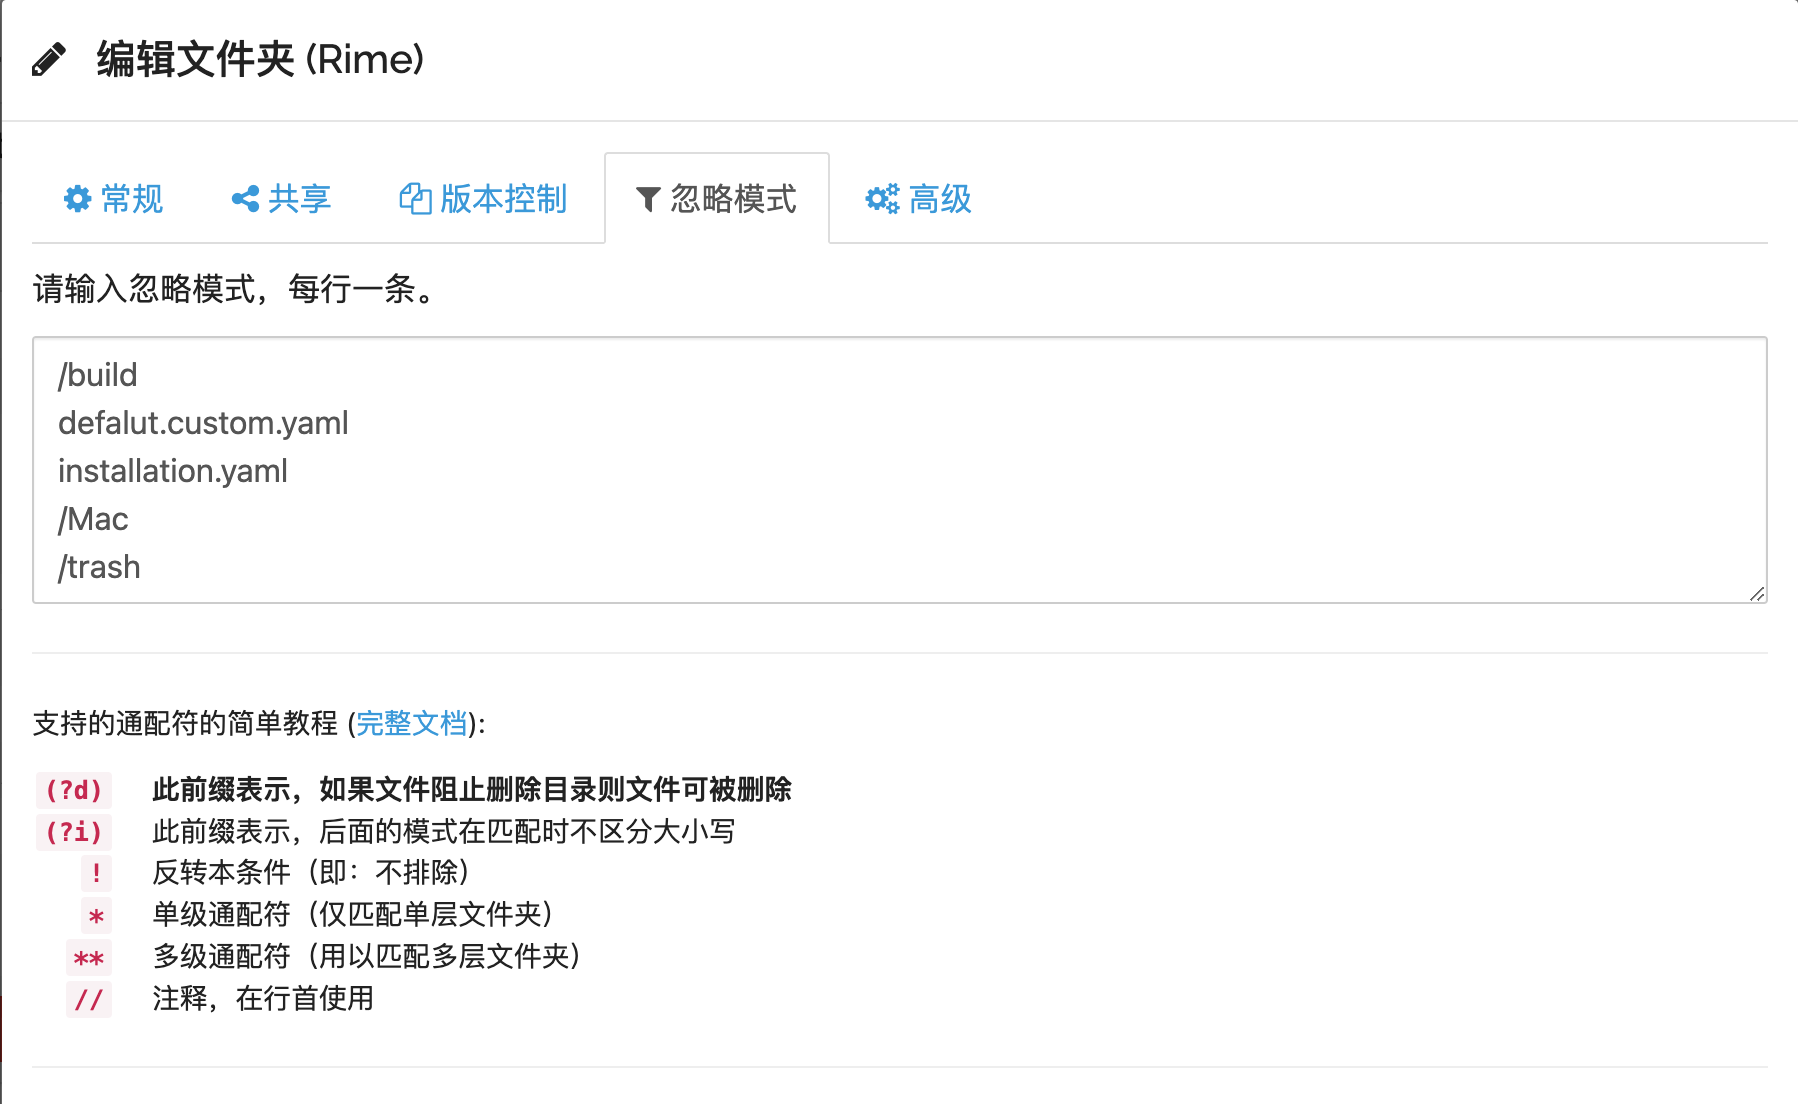 编辑文件夹 (Rime)
常规 共享 版本控制 忽略模式 高级
请输入忽略模式，每行一条。
/build
defalut.custom.yaml
installation.yaml
/Mac
/trash
支持的通配符的简单教程 (完整文档):
(?d) 此前缀表示，如果文件阻止删除目录则文件可被删除
(?i) 此前缀表示，后面的模式在匹配时不区分大小写
! 反转本条件（即：不排除）
* 单级通配符（仅匹配单层文件夹）
** 多级通配符（用以匹配多层文件夹）
// 注释，在行首使用